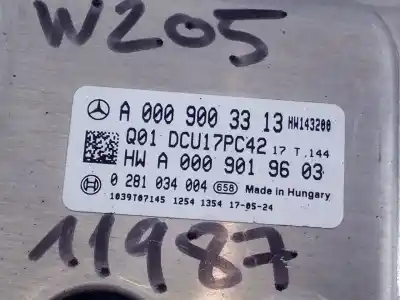 W205
A 000 900 33 13 HW143200
Q01 DCU17PC42 17 T.144
HW A 000 901 96 03
0 281 034 004 658 Made in Hungary
1039T07145 1254 1354 17-05-24
11987